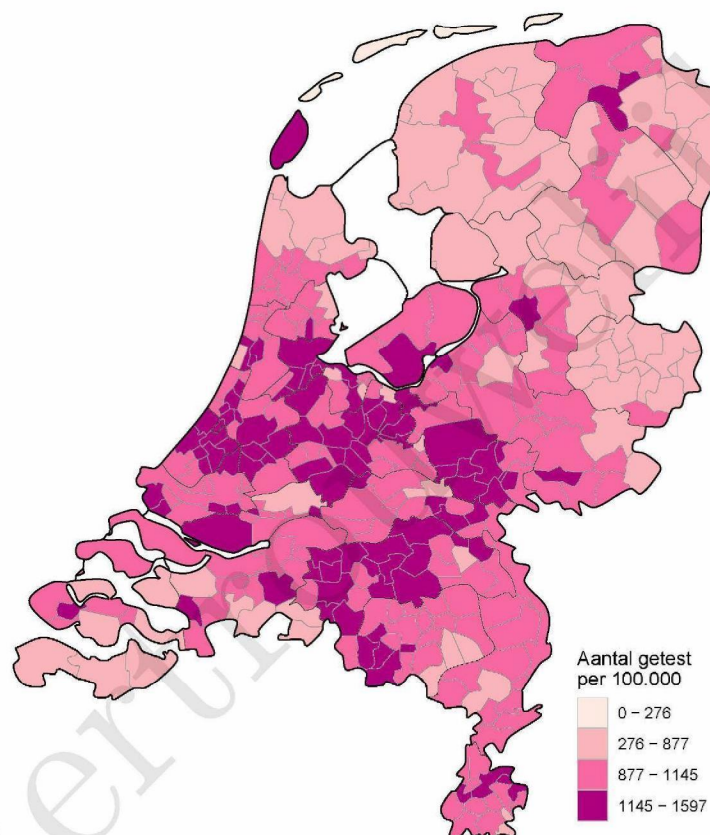 Aantal getest
per 100.000
0 – 276
276 – 877
877 – 1145
1145 – 1597